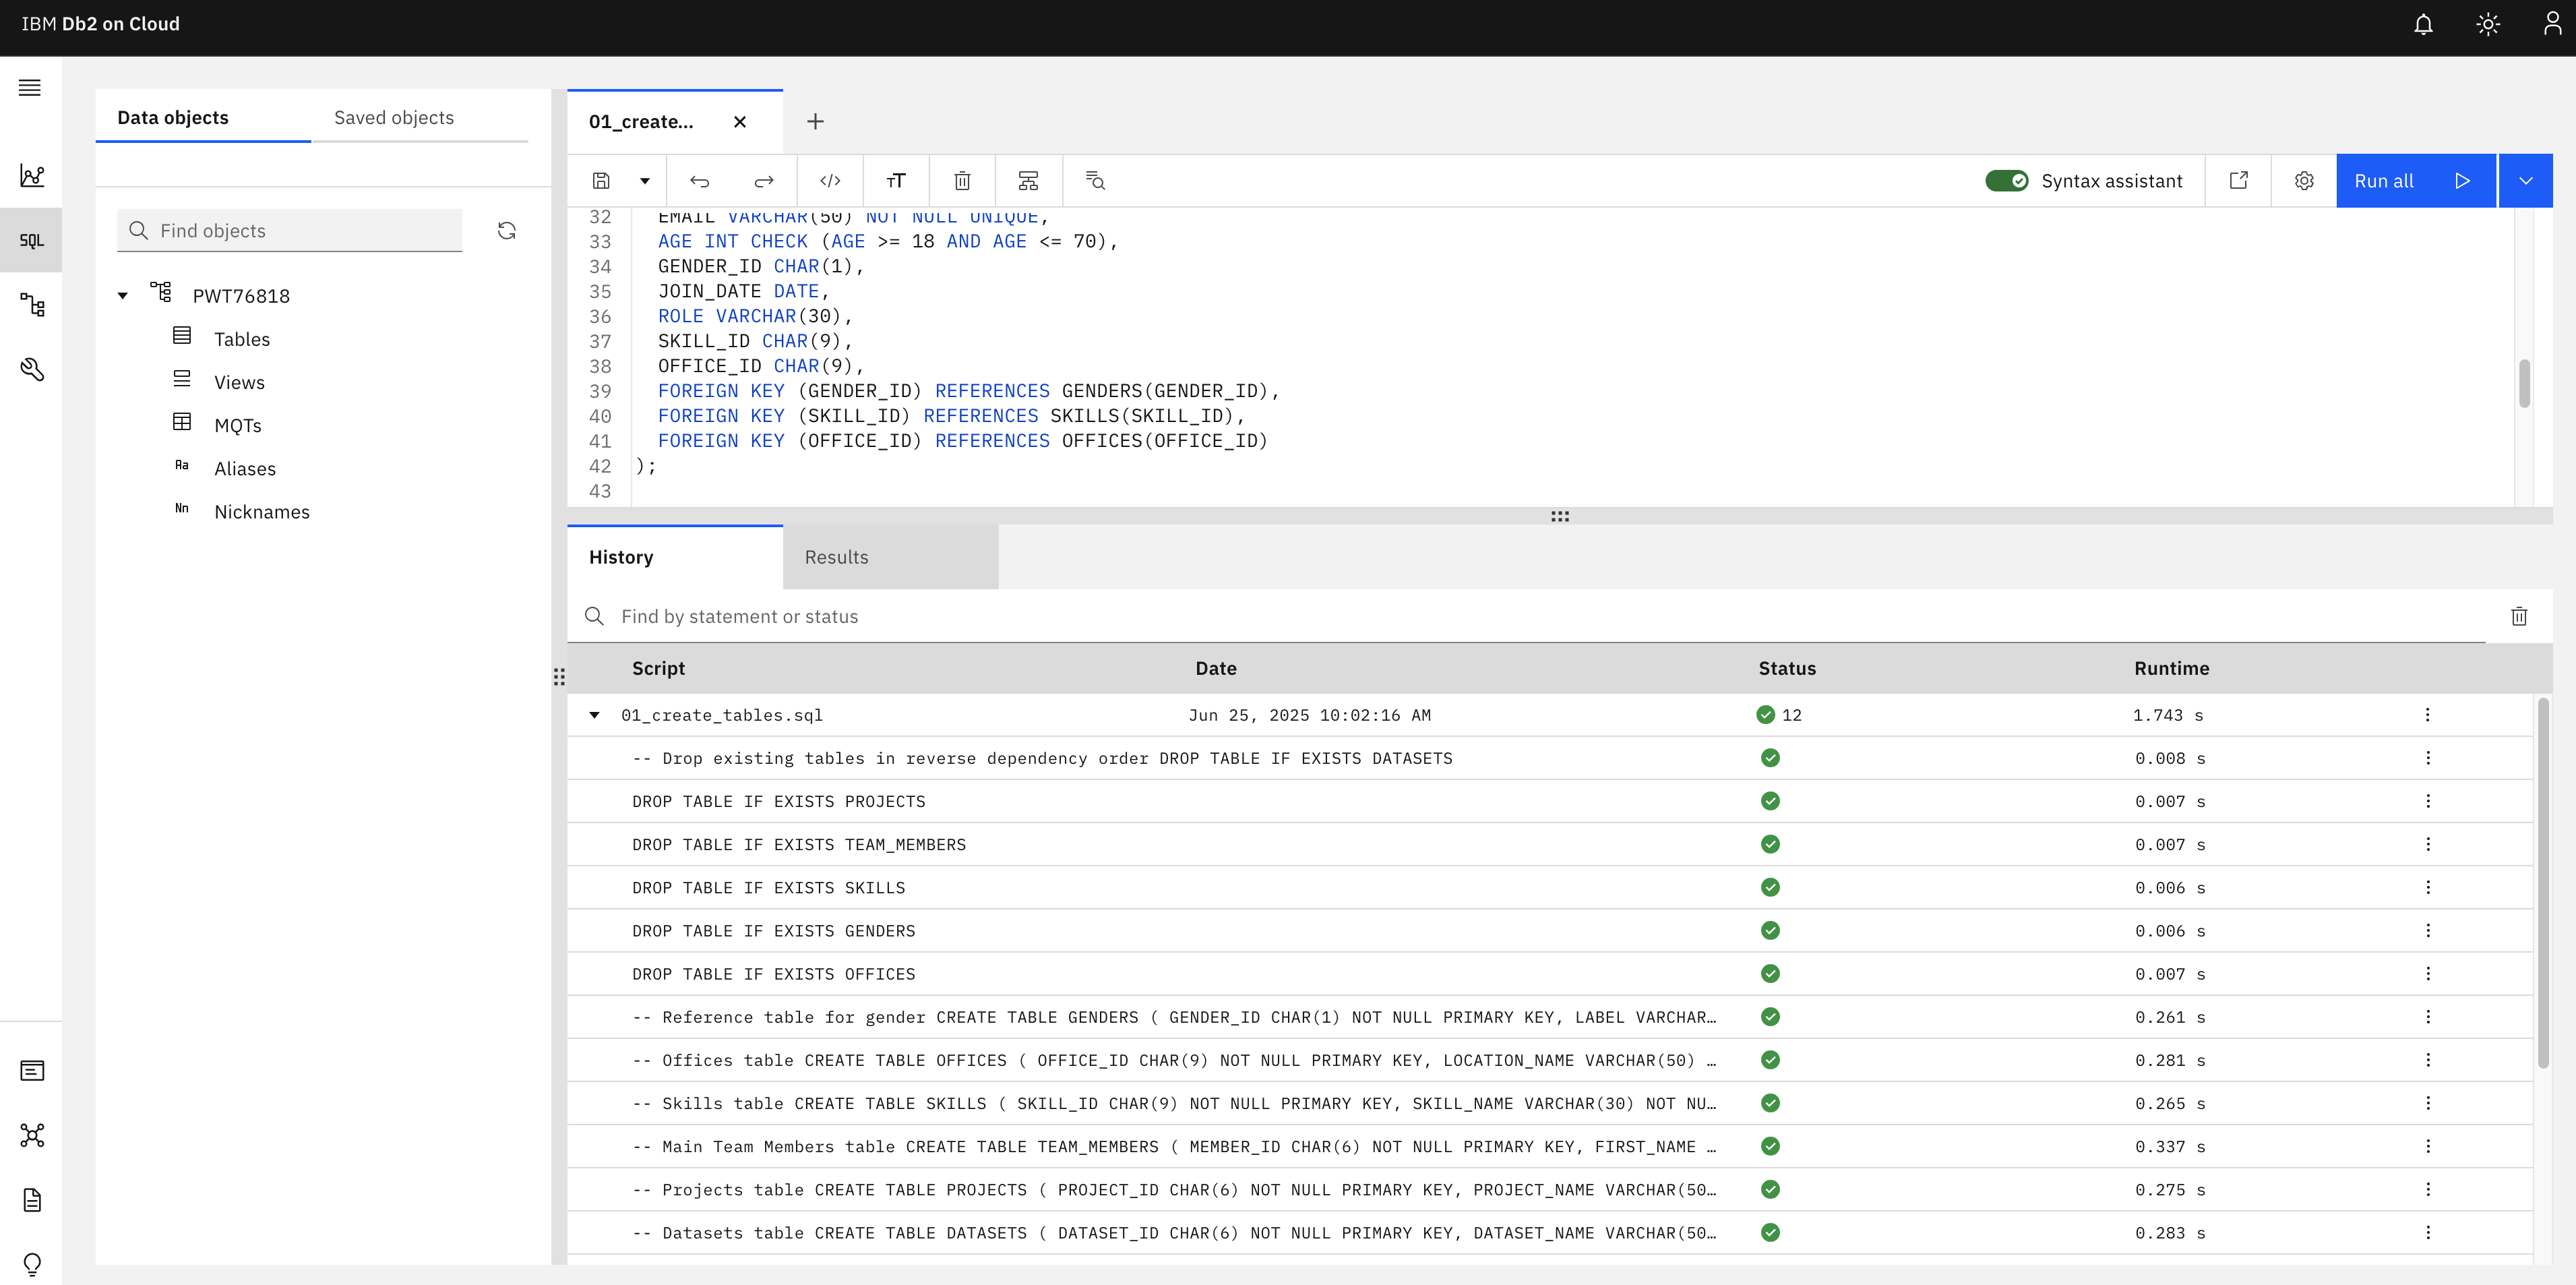 IBM Db2 on Cloud
Data objects
Saved objects
SQL
Find objects
PWT76818
Tables
Views
MQTs
Aa Aliases
Nn Nicknames
01_create...
</>
TT
Syntax assistant
Run all
32 EMAIL VARCHAR(50) NOT NULL UNIQUE,
33 AGE INT CHECK (AGE >= 18 AND AGE <= 70),
34 GENDER_ID CHAR(1),
35 JOIN_DATE DATE,
36 ROLE VARCHAR(30),
37 SKILL_ID CHAR(9),
38 OFFICE_ID CHAR(9),
39 FOREIGN KEY (GENDER_ID) REFERENCES GENDERS(GENDER_ID),
40 FOREIGN KEY (SKILL_ID) REFERENCES SKILLS(SKILL_ID),
41 FOREIGN KEY (OFFICE_ID) REFERENCES OFFICES(OFFICE_ID)
42 );
43
History
Results
Find by statement or status
Script Date Status Runtime
01_create_tables.sql Jun 25, 2025 10:02:16 AM 12 1.743 s
-- Drop existing tables in reverse dependency order DROP TABLE IF EXISTS DATASETS 0.008 s
DROP TABLE IF EXISTS PROJECTS 0.007 s
DROP TABLE IF EXISTS TEAM_MEMBERS 0.007 s
DROP TABLE IF EXISTS SKILLS 0.006 s
DROP TABLE IF EXISTS GENDERS 0.006 s
DROP TABLE IF EXISTS OFFICES 0.007 s
-- Reference table for gender CREATE TABLE GENDERS ( GENDER_ID CHAR(1) NOT NULL PRIMARY KEY, LABEL VARCHAR… 0.261 s
-- Offices table CREATE TABLE OFFICES ( OFFICE_ID CHAR(9) NOT NULL PRIMARY KEY, LOCATION_NAME VARCHAR(50) … 0.281 s
-- Skills table CREATE TABLE SKILLS ( SKILL_ID CHAR(9) NOT NULL PRIMARY KEY, SKILL_NAME VARCHAR(30) NOT NU… 0.265 s
-- Main Team Members table CREATE TABLE TEAM_MEMBERS ( MEMBER_ID CHAR(6) NOT NULL PRIMARY KEY, FIRST_NAME … 0.337 s
-- Projects table CREATE TABLE PROJECTS ( PROJECT_ID CHAR(6) NOT NULL PRIMARY KEY, PROJECT_NAME VARCHAR(50… 0.275 s
-- Datasets table CREATE TABLE DATASETS ( DATASET_ID CHAR(6) NOT NULL PRIMARY KEY, DATASET_NAME VARCHAR(50… 0.283 s